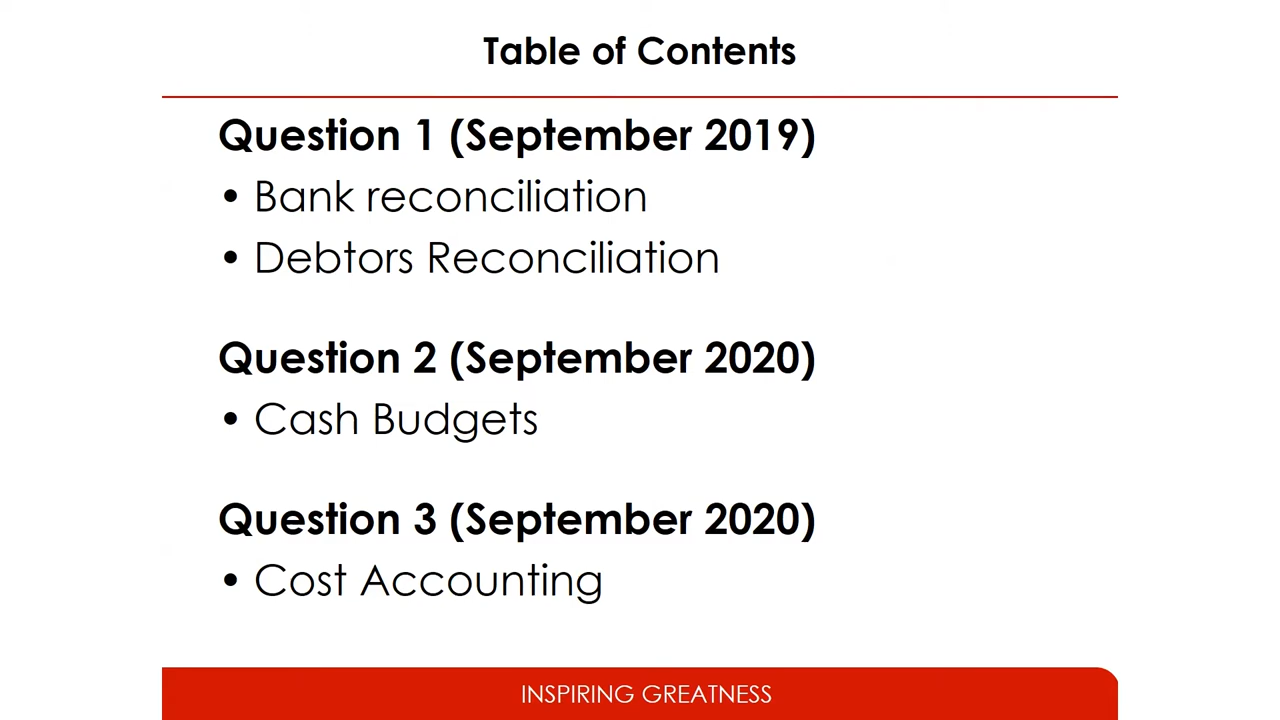 Table of Contents
Question 1 (September 2019)
• Bank reconciliation
• Debtors Reconciliation
Question 2 (September 2020)
• Cash Budgets
Question 3 (September 2020)
• Cost Accounting
INSPIRING GREATNESS